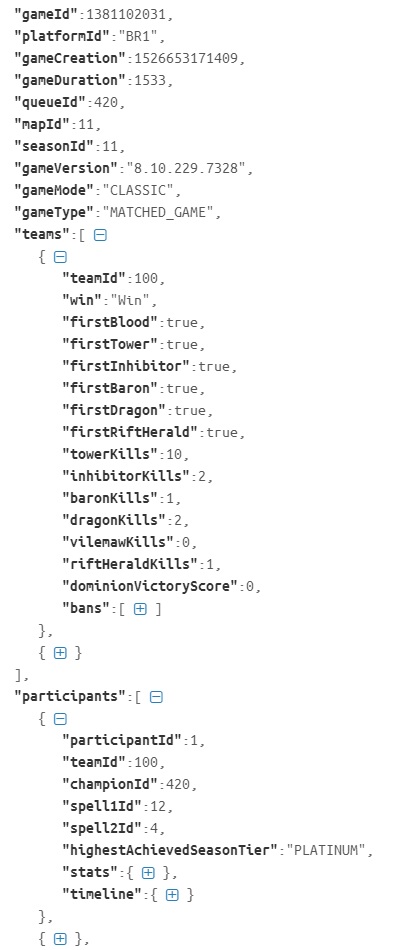 "gameId":1381102031,
"platformId":"BR1",
"gameCreation":1526653171409,
"gameDuration":1533,
"queueId":420,
"mapId":11,
"seasonId":11,
"gameVersion":"8.10.229.7328",
"gameMode":"CLASSIC",
"gameType":"MATCHED_GAME",
"teams":[
{
"teamId":100,
"win":"Win",
"firstBlood":true,
"firstTower":true,
"firstInhibitor":true,
"firstBaron":true,
"firstDragon":true,
"firstRiftHerald":true,
"towerKills":10,
"inhibitorKills":2,
"baronKills":1,
"dragonKills":2,
"vilemawKills":0,
"riftHeraldKills":1,
"dominionVictoryScore":0,
"bans":[ ]
},
{ }
],
"participants":[
{
"participantId":1,
"teamId":100,
"championId":420,
"spell1Id":12,
"spell2Id":4,
"highestAchievedSeasonTier":"PLATINUM",
"stats":{ },
"timeline":{ }
},
{ },